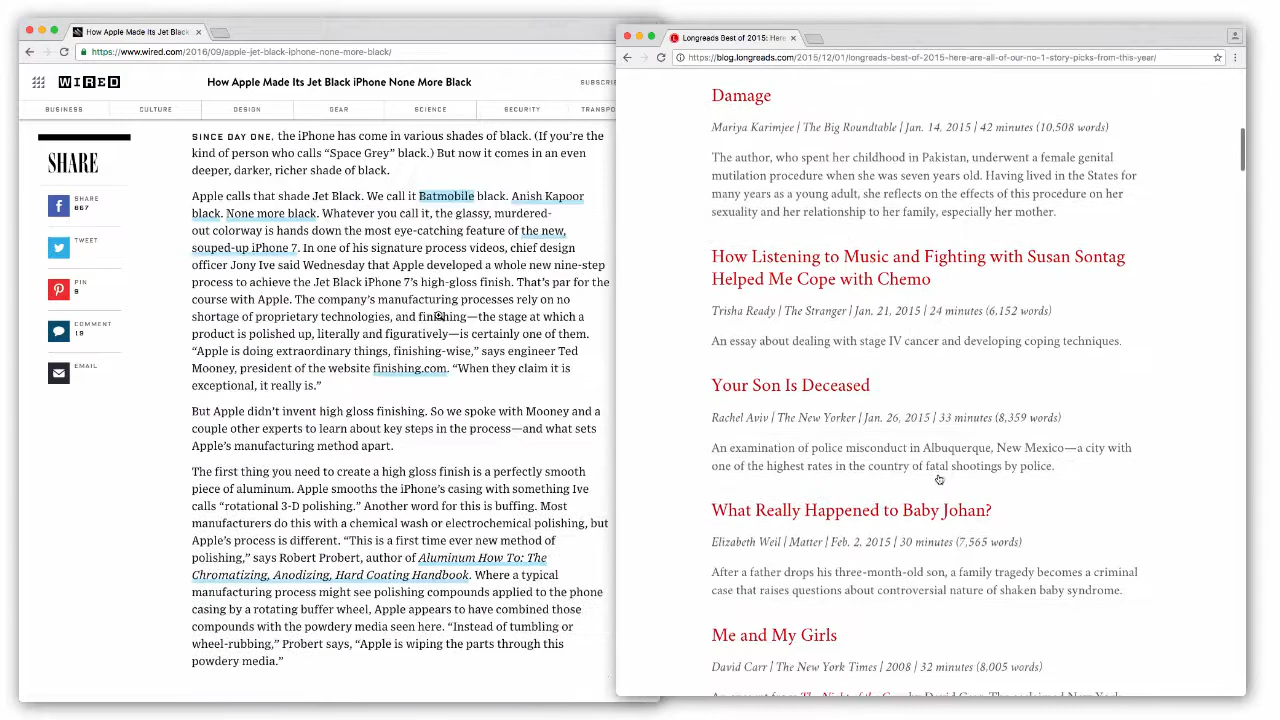 How Apple Made Its Jet Black
https://www.wired.com/2016/09/apple-jet-black-iphone-none-more-black/
WIRED
How Apple Made Its Jet Black iPhone None More Black
SUBSCRIBE
BUSINESS
CULTURE
DESIGN
GEAR
SCIENCE
SECURITY
TRANSPO
SHARE
SHARE
667
TWEET
PIN
9
COMMENT
18
EMAIL
SINCE DAY ONE, the iPhone has come in various shades of black. (If you’re the
kind of person who calls “Space Grey” black.) But now it comes in an even
deeper, darker, richer shade of black.
Apple calls that shade Jet Black. We call it Batmobile black. Anish Kapoor
black. None more black. Whatever you call it, the glassy, murdered-
out colorway is hands down the most eye-catching feature of the new,
souped-up iPhone 7. In one of his signature process videos, chief design
officer Jony Ive said Wednesday that Apple developed a whole new nine-step
process to achieve the Jet Black iPhone 7’s high-gloss finish. That’s par for the
course with Apple. The company’s manufacturing processes rely on no
shortage of proprietary technologies, and finishing—the stage at which a
product is polished up, literally and figuratively—is certainly one of them.
“Apple is doing extraordinary things, finishing-wise,” says engineer Ted
Mooney, president of the website finishing.com. “When they claim it is
exceptional, it really is.”
But Apple didn’t invent high gloss finishing. So we spoke with Mooney and a
couple other experts to learn about key steps in the process—and what sets
Apple’s manufacturing method apart.
The first thing you need to create a high gloss finish is a perfectly smooth
piece of aluminum. Apple smooths the iPhone’s casing with something Ive
calls “rotational 3-D polishing.” Another word for this is buffing. Most
manufacturers do this with a chemical wash or electrochemical polishing, but
Apple’s process is different. “This is a first time ever new method of
polishing,” says Robert Probert, author of Aluminum How To: The
Chromatizing, Anodizing, Hard Coating Handbook. Where a typical
manufacturing process might see polishing compounds applied to the phone
casing by a rotating buffer wheel, Apple appears to have combined those
compounds with the powdery media seen here. “Instead of tumbling or
wheel-rubbing,” Probert says, “Apple is wiping the parts through this
powdery media.”
Longreads Best of 2015: Here
https://blog.longreads.com/2015/12/01/longreads-best-of-2015-here-are-all-of-our-no-1-story-picks-from-this-year/
Damage
Mariya Karimjee | The Big Roundtable | Jan. 14, 2015 | 42 minutes (10,508 words)
The author, who spent her childhood in Pakistan, underwent a female genital
mutilation procedure when she was seven years old. Having lived in the States for
many years as a young adult, she reflects on the effects of this procedure on her
sexuality and her relationship to her family, especially her mother.
How Listening to Music and Fighting with Susan Sontag
Helped Me Cope with Chemo
Trisha Ready | The Stranger | Jan. 21, 2015 | 24 minutes (6,152 words)
An essay about dealing with stage IV cancer and developing coping techniques.
Your Son Is Deceased
Rachel Aviv | The New Yorker | Jan. 26, 2015 | 33 minutes (8,359 words)
An examination of police misconduct in Albuquerque, New Mexico—a city with
one of the highest rates in the country of fatal shootings by police.
What Really Happened to Baby Johan?
Elizabeth Weil | Matter | Feb. 2, 2015 | 30 minutes (7,565 words)
After a father drops his three-month-old son, a family tragedy becomes a criminal
case that raises questions about controversial nature of shaken baby syndrome.
Me and My Girls
David Carr | The New York Times | 2008 | 32 minutes (8,005 words)